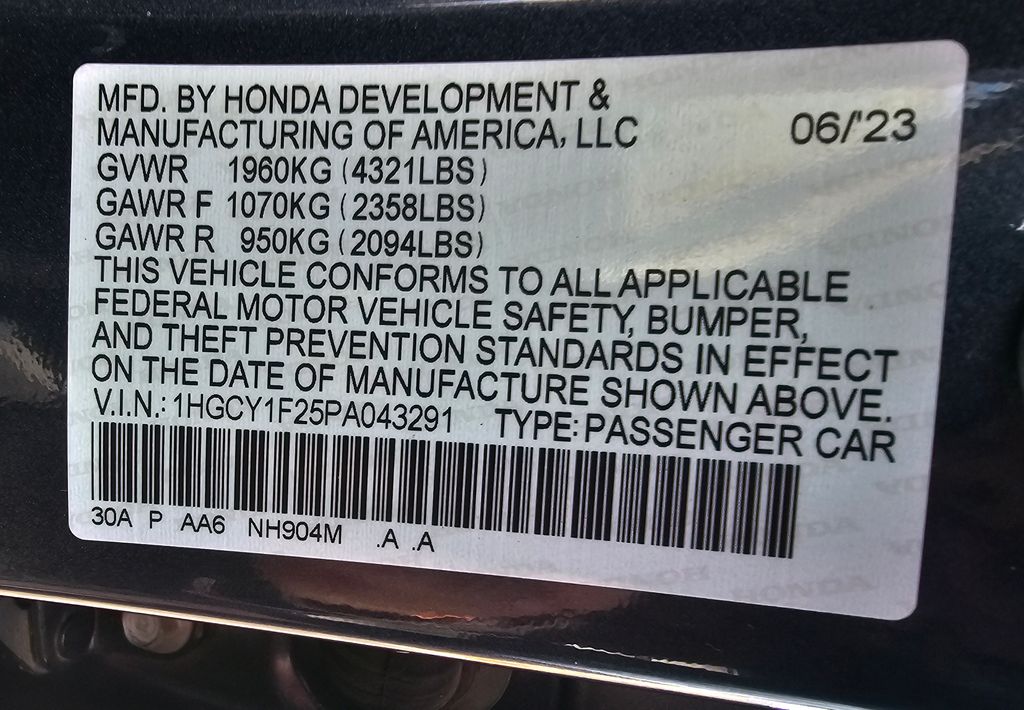 MFD. BY HONDA DEVELOPMENT &
MANUFACTURING OF AMERICA, LLC 06/'23
GVWR 1960KG (4321LBS)
GAWR F 1070KG (2358LBS)
GAWR R 950KG (2094LBS)
THIS VEHICLE CONFORMS TO ALL APPLICABLE
FEDERAL MOTOR VEHICLE SAFETY, BUMPER,
AND THEFT PREVENTION STANDARDS IN EFFECT
ON THE DATE OF MANUFACTURE SHOWN ABOVE.
V.I.N.: 1HGCY1F25PA043291 TYPE: PASSENGER CAR
30A P AA6 NH904M .A .A